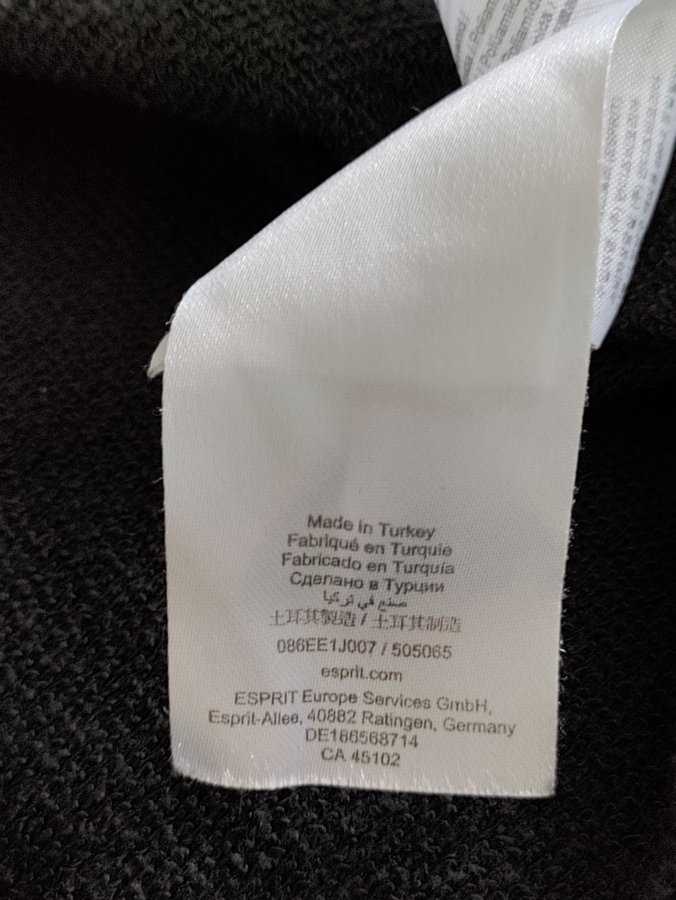 Made in Turkey
Fabriqué en Turquie
Fabricado en Turquía
Сделано в Турции
صنع في تركيا
土耳其製造 / 土耳其制造
086EE1J007 / 505065
esprit.com
ESPRIT Europe Services GmbH,
Esprit-Allee, 40882 Ratingen, Germany
DE186568714
CA 45102